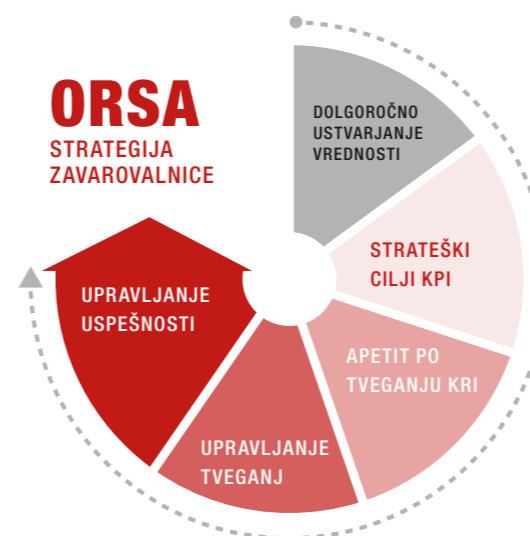 ORSA
STRATEGIJA
ZAVAROVALNICE
DOLGOROČNO
USTVARJANJE
VREDNOSTI
STRATEŠKI
CILJI KPI
APETIT PO
TVEGANJU KRI
UPRAVLJANJE
TVEGANJ
UPRAVLJANJE
USPEŠNOSTI